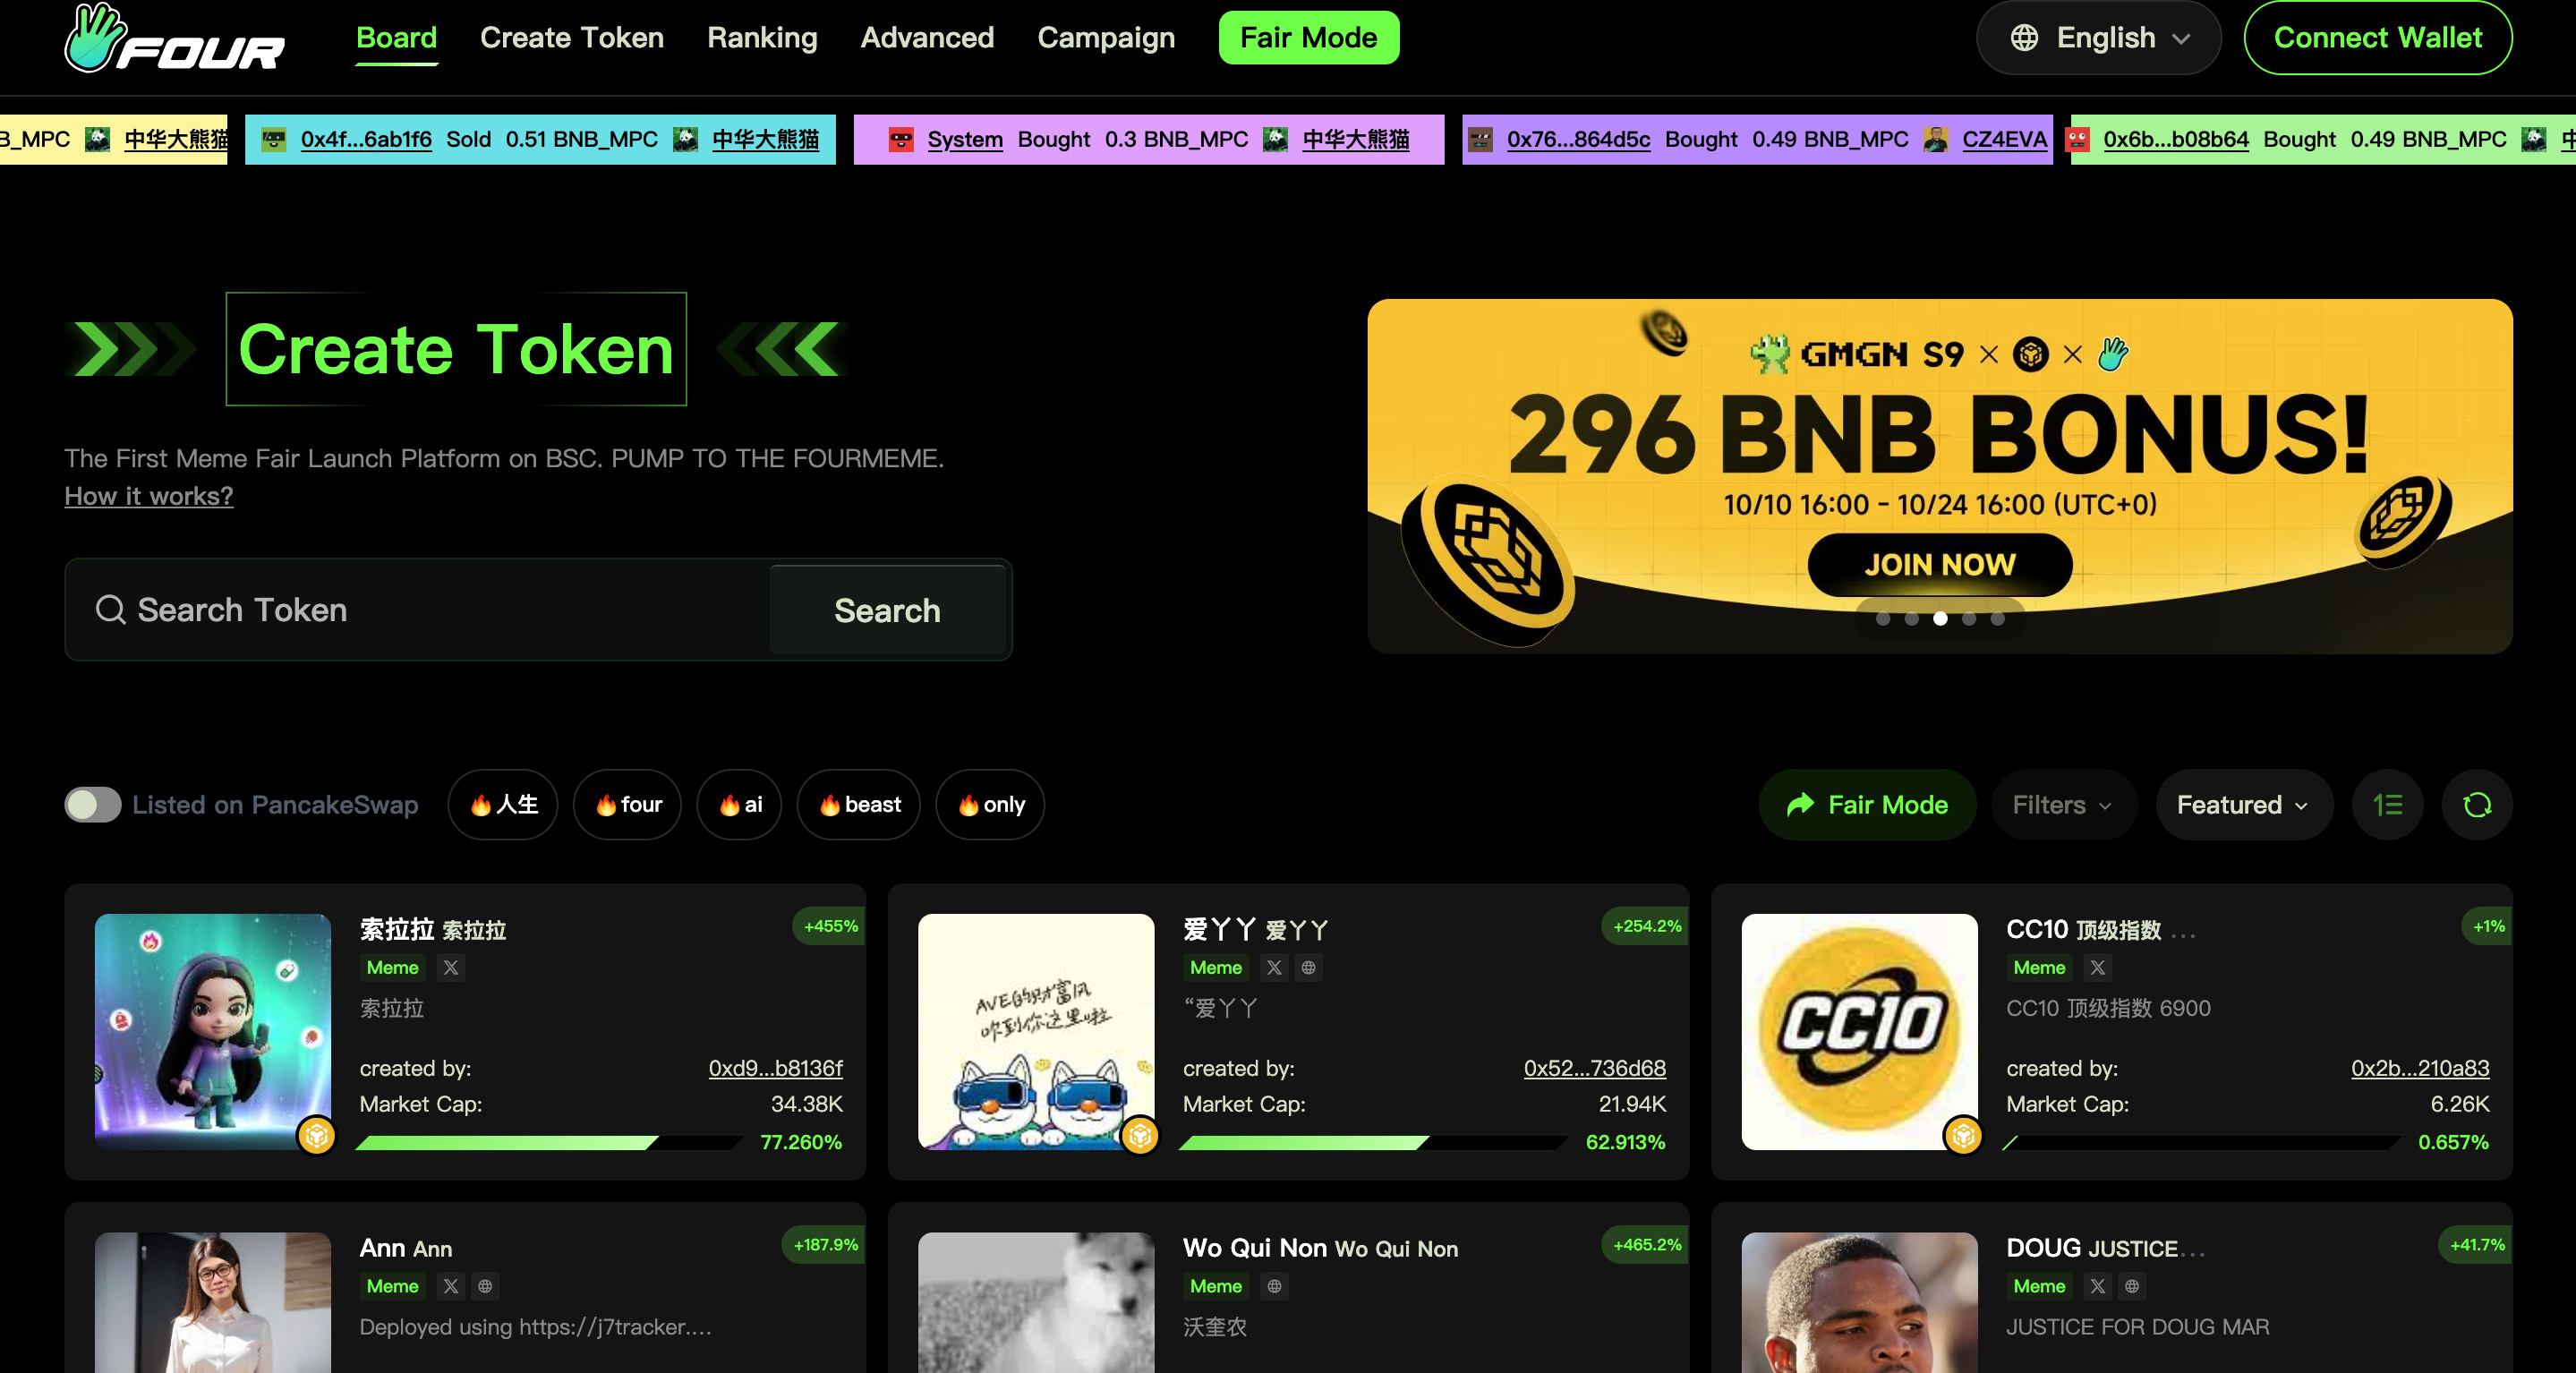 FOUR
Board Create Token Ranking Advanced Campaign Fair Mode English Connect Wallet
B_MPC 中华大熊猫 0x4f...6ab1f6 Sold 0.51 BNB_MPC 中华大熊猫 System Bought 0.3 BNB_MPC 中华大熊猫 0x76...864d5c Bought 0.49 BNB_MPC CZ4EVA 0x6b...b08b64 Bought 0.49 BNB_MPC 中
Create Token
The First Meme Fair Launch Platform on BSC. PUMP TO THE FOURMEME.
How it works?
Search Token Search
GMGN S9 × ×
296 BNB BONUS!
10/10 16:00 - 10/24 16:00 (UTC+0)
JOIN NOW
Listed on PancakeSwap 🔥人生 🔥four 🔥ai 🔥beast 🔥only Fair Mode Filters Featured
索拉拉 索拉拉 +455%
Meme
索拉拉
created by: 0xd9...b8136f
Market Cap: 34.38K
77.260%
AVE的财富风
吹到你这里啦
爱丫丫 爱丫丫 +254.2%
Meme
“爱丫丫
created by: 0x52...736d68
Market Cap: 21.94K
62.913%
CC10
CC10 顶级指数 ... +1%
Meme
CC10 顶级指数 6900
created by: 0x2b...210a83
Market Cap: 6.26K
0.657%
Ann Ann +187.9%
Meme
Deployed using https://j7tracker....
Wo Qui Non Wo Qui Non +465.2%
Meme
沃奎农
DOUG JUSTICE... +41.7%
Meme
JUSTICE FOR DOUG MAR